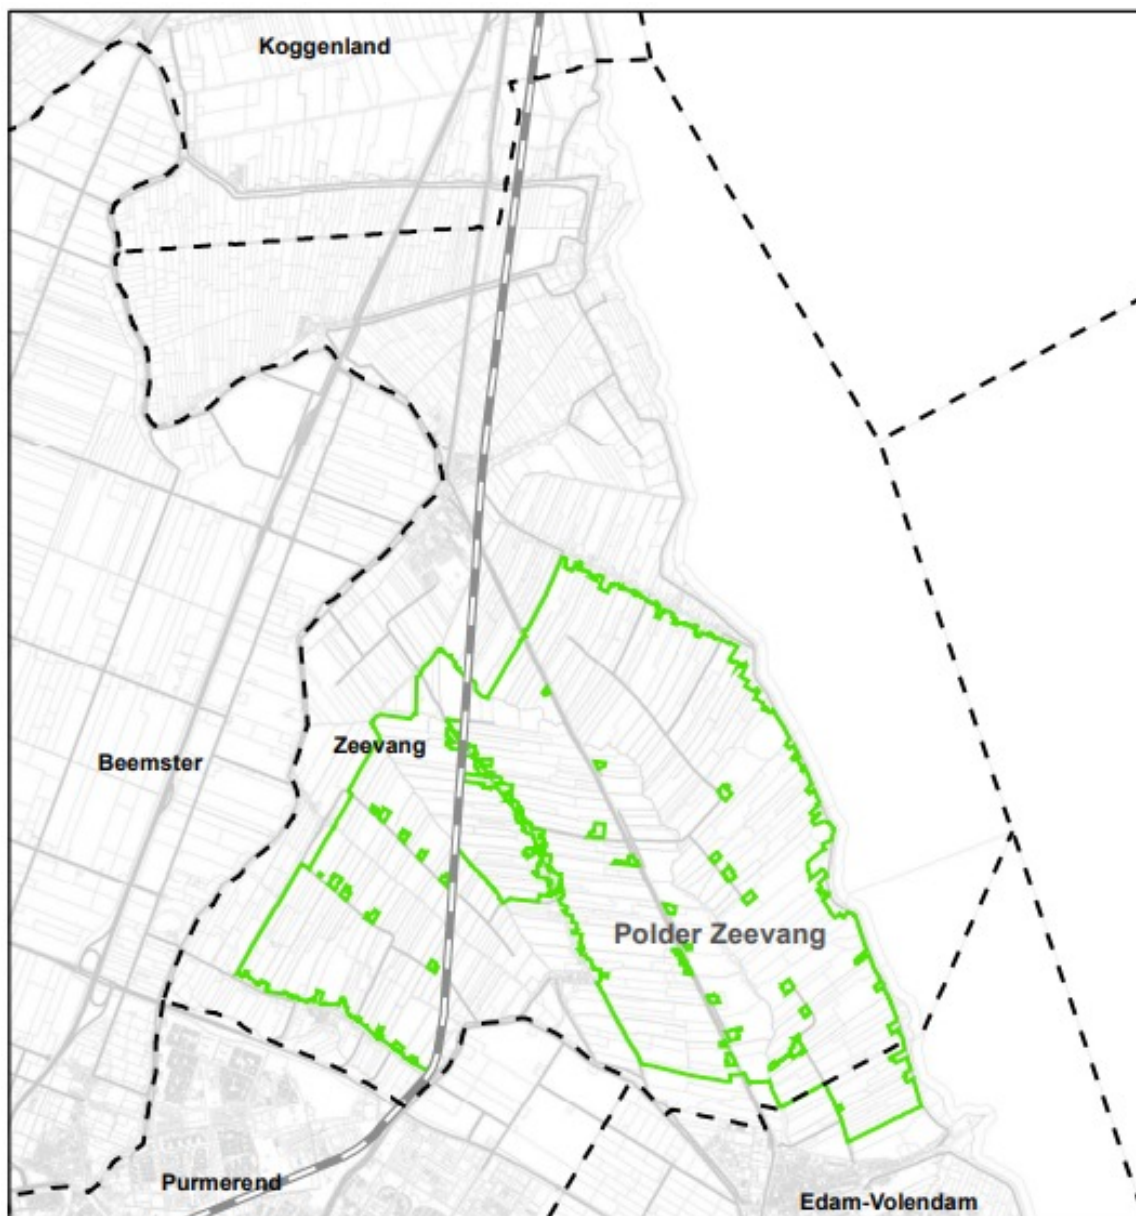 Koggenland
Zeevang
Beemster
Polder Zeevang
Purmerend
Edam-Volendam